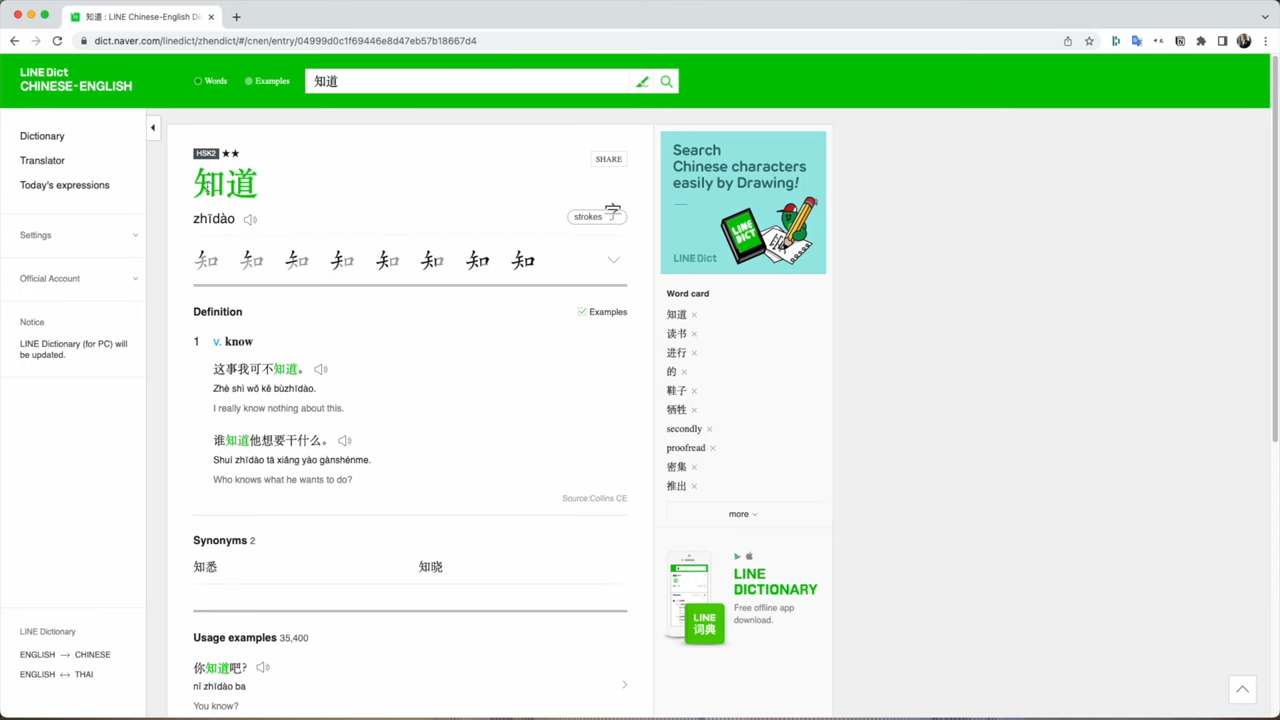 知道 : LINE Chinese-English Di
dict.naver.com/linedict/zhendict/#/cnen/entry/04999d0c1f69446e8d47eb57b18667d4
LINE Dict
CHINESE-ENGLISH
Words
Examples
知道
Dictionary
Translator
Today's expressions
Settings
Official Account
Notice
LINE Dictionary (for PC) will
be updated.
LINE Dictionary
ENGLISH → CHINESE
ENGLISH ↔ THAI
HSK2 ★★
SHARE
知道
zhīdào
strokes 字
知 知 知 知 知 知 知 知
Definition
Examples
1 v. know
这事我可不知道。
Zhè shì wǒ kě bùzhīdào.
I really know nothing about this.
谁知道他想要干什么。
Shuí zhīdào tā xiǎng yào gànshènme.
Who knows what he wants to do?
Source:Collins CE
Synonyms 2
知悉 知晓
Usage examples 35,400
你知道吧?
nǐ zhīdào ba
You know?
Search
Chinese characters
easily by Drawing!
LINE DICT
LINE Dict
Word card
知道 ×
读书 ×
进行 ×
的 ×
鞋子 ×
牺牲 ×
secondly ×
proofread ×
密集 ×
推出 ×
more
LINE
DICTIONARY
Free offline app
download.
LINE
词典